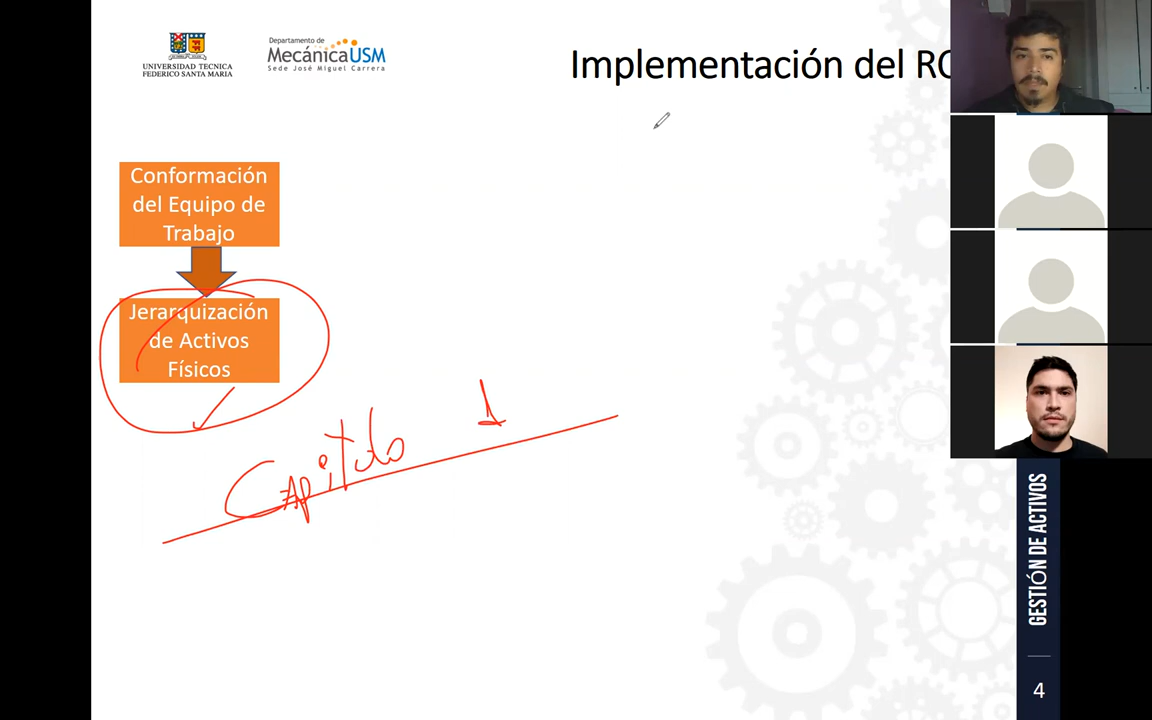 UNIVERSIDAD TECNICA
FEDERICO SANTA MARIA
Departamento de
MecánicaUSM
Sede José Miguel Carrera
Implementación del RC
Conformación
del Equipo de
Trabajo
Jerarquización
de Activos
Físicos
Capítulo 1
GESTIÓN DE ACTIVOS
4